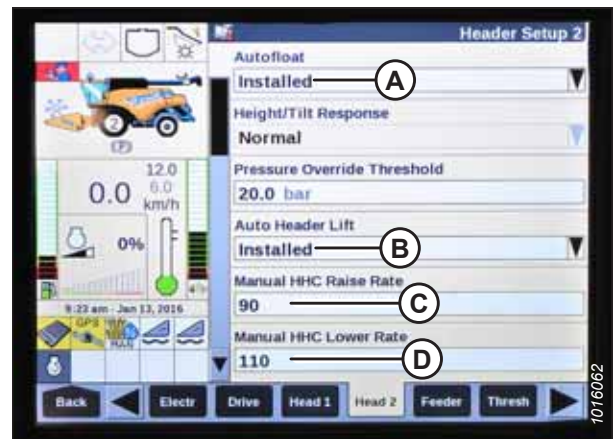 Header Setup 2
Autofloat
Installed
A
Height/Tilt Response
Normal
Pressure Override Threshold
20.0 bar
Auto Header Lift
Installed
B
Manual HHC Raise Rate
90
C
Manual HHC Lower Rate
110
D
2
(P)
12.0
0.0
6.0
km/h
0%
9:23 am - Jan 13, 2016
GPS
Back
Electr
Drive
Head 1
Head 2
Feeder
Thresh
1016062